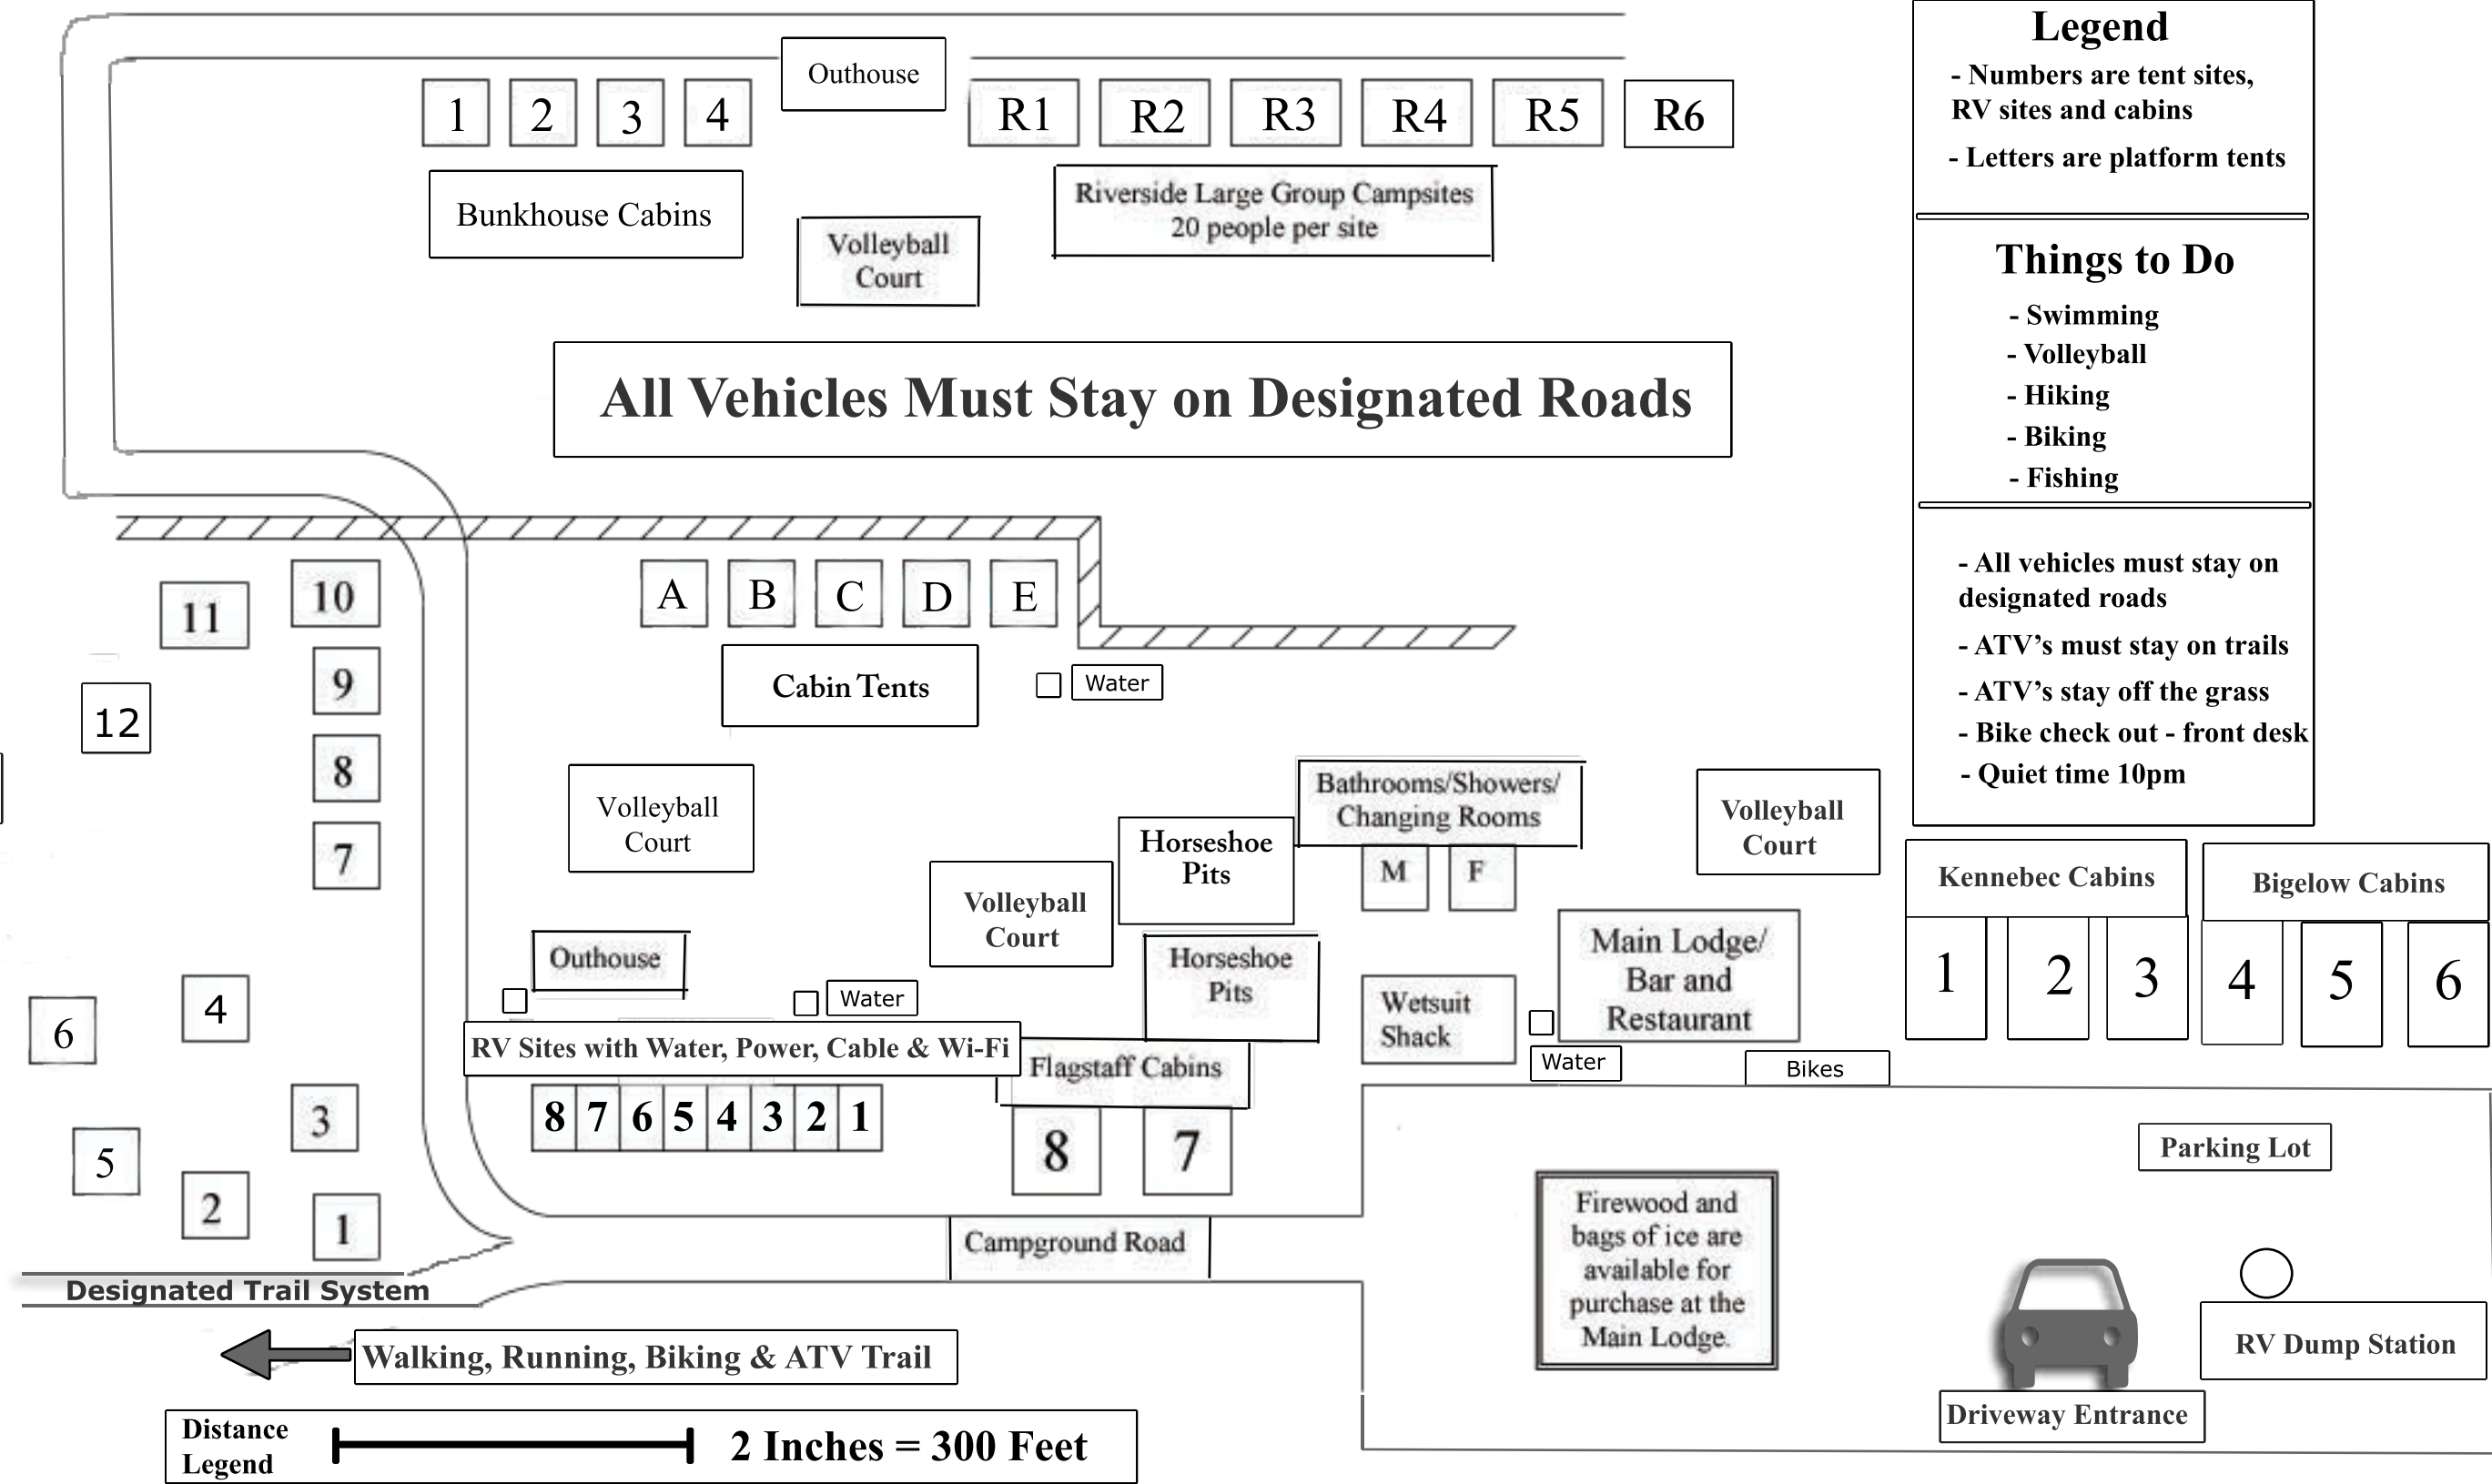 Outhouse
1 2 3 4
R1 R2 R3 R4 R5 R6
Bunkhouse Cabins
Riverside Large Group Campsites
20 people per site
Volleyball
Court
All Vehicles Must Stay on Designated Roads
Legend
- Numbers are tent sites,
RV sites and cabins
- Letters are platform tents
Things to Do
- Swimming
- Volleyball
- Hiking
- Biking
- Fishing
- All vehicles must stay on
designated roads
- ATV's must stay on trails
- ATV's stay off the grass
- Bike check out - front desk
- Quiet time 10pm
11
10
9
12
8
7
A B C D E
Cabin Tents
Water
Volleyball
Court
Outhouse
Water
Volleyball
Court
Horseshoe
Pits
Horseshoe
Pits
Bathrooms/Showers/
Changing Rooms
M F
Volleyball
Court
Wetsuit
Shack
Main Lodge/
Bar and
Restaurant
Water
Bikes
Kennebec Cabins
1 2 3
Bigelow Cabins
4 5 6
4
6
3
5
2
1
RV Sites with Water, Power, Cable & Wi-Fi
8 7 6 5 4 3 2 1
Flagstaff Cabins
8 7
Campground Road
Designated Trail System
Walking, Running, Biking & ATV Trail
Distance
Legend
2 Inches = 300 Feet
Firewood and
bags of ice are
available for
purchase at the
Main Lodge.
Parking Lot
RV Dump Station
Driveway Entrance